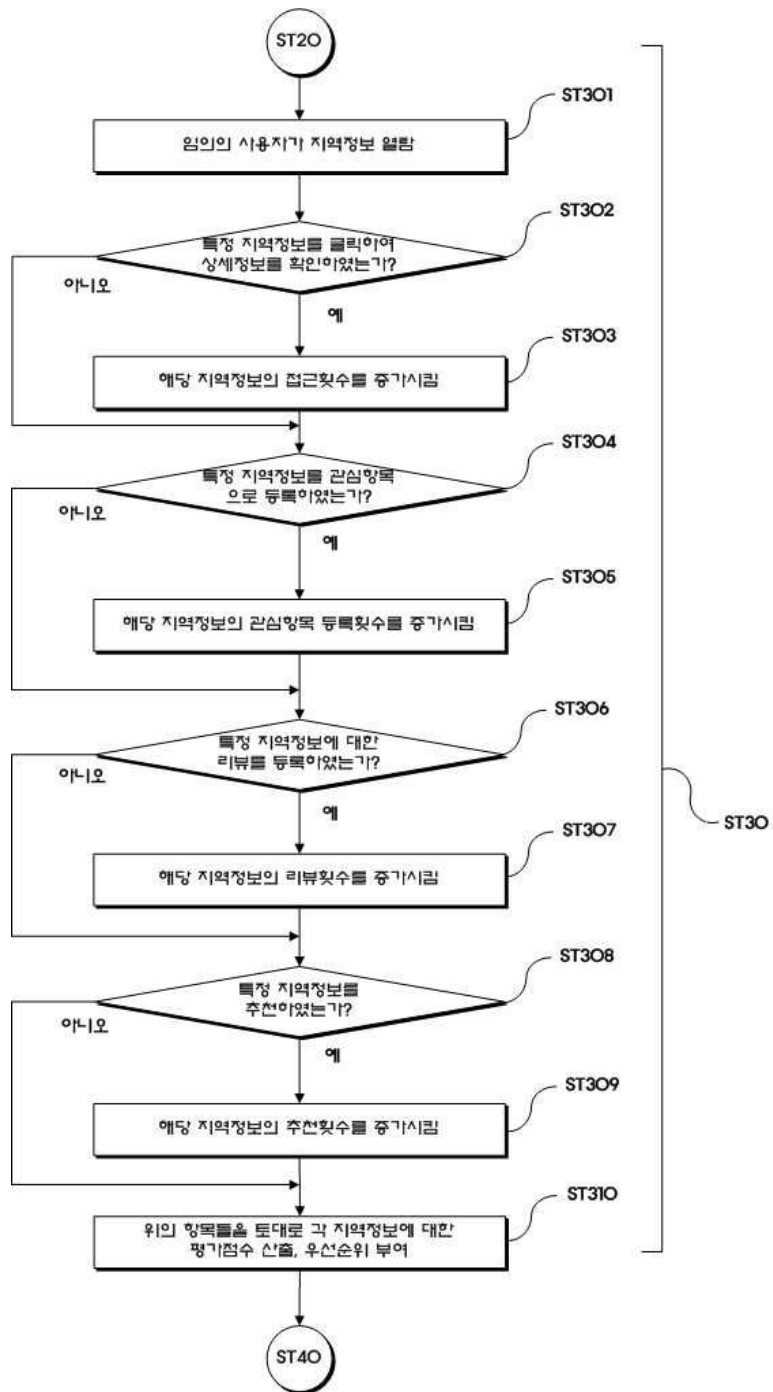 ST20
ST301
임의의 사용자가 지역정보 열람
ST302
특정 지역정보를 클릭하여
상세정보를 확인하였는가?
아니오
예
ST303
해당 지역정보의 접근횟수를 증가시킴
ST304
특정 지역정보를 관심항목
으로 등록하였는가?
아니오
예
ST305
해당 지역정보의 관심항목 등록횟수를 증가시킴
ST306
특정 지역정보에 대한
리뷰를 등록하였는가?
아니오
예
ST307
ST30
해당 지역정보의 리뷰횟수를 증가시킴
ST308
특정 지역정보를
추천하였는가?
아니오
예
ST309
해당 지역정보의 추천횟수를 증가시킴
ST310
위의 항목들을 토대로 각 지역정보에 대한
평가점수 산출, 우선순위 부여
ST40